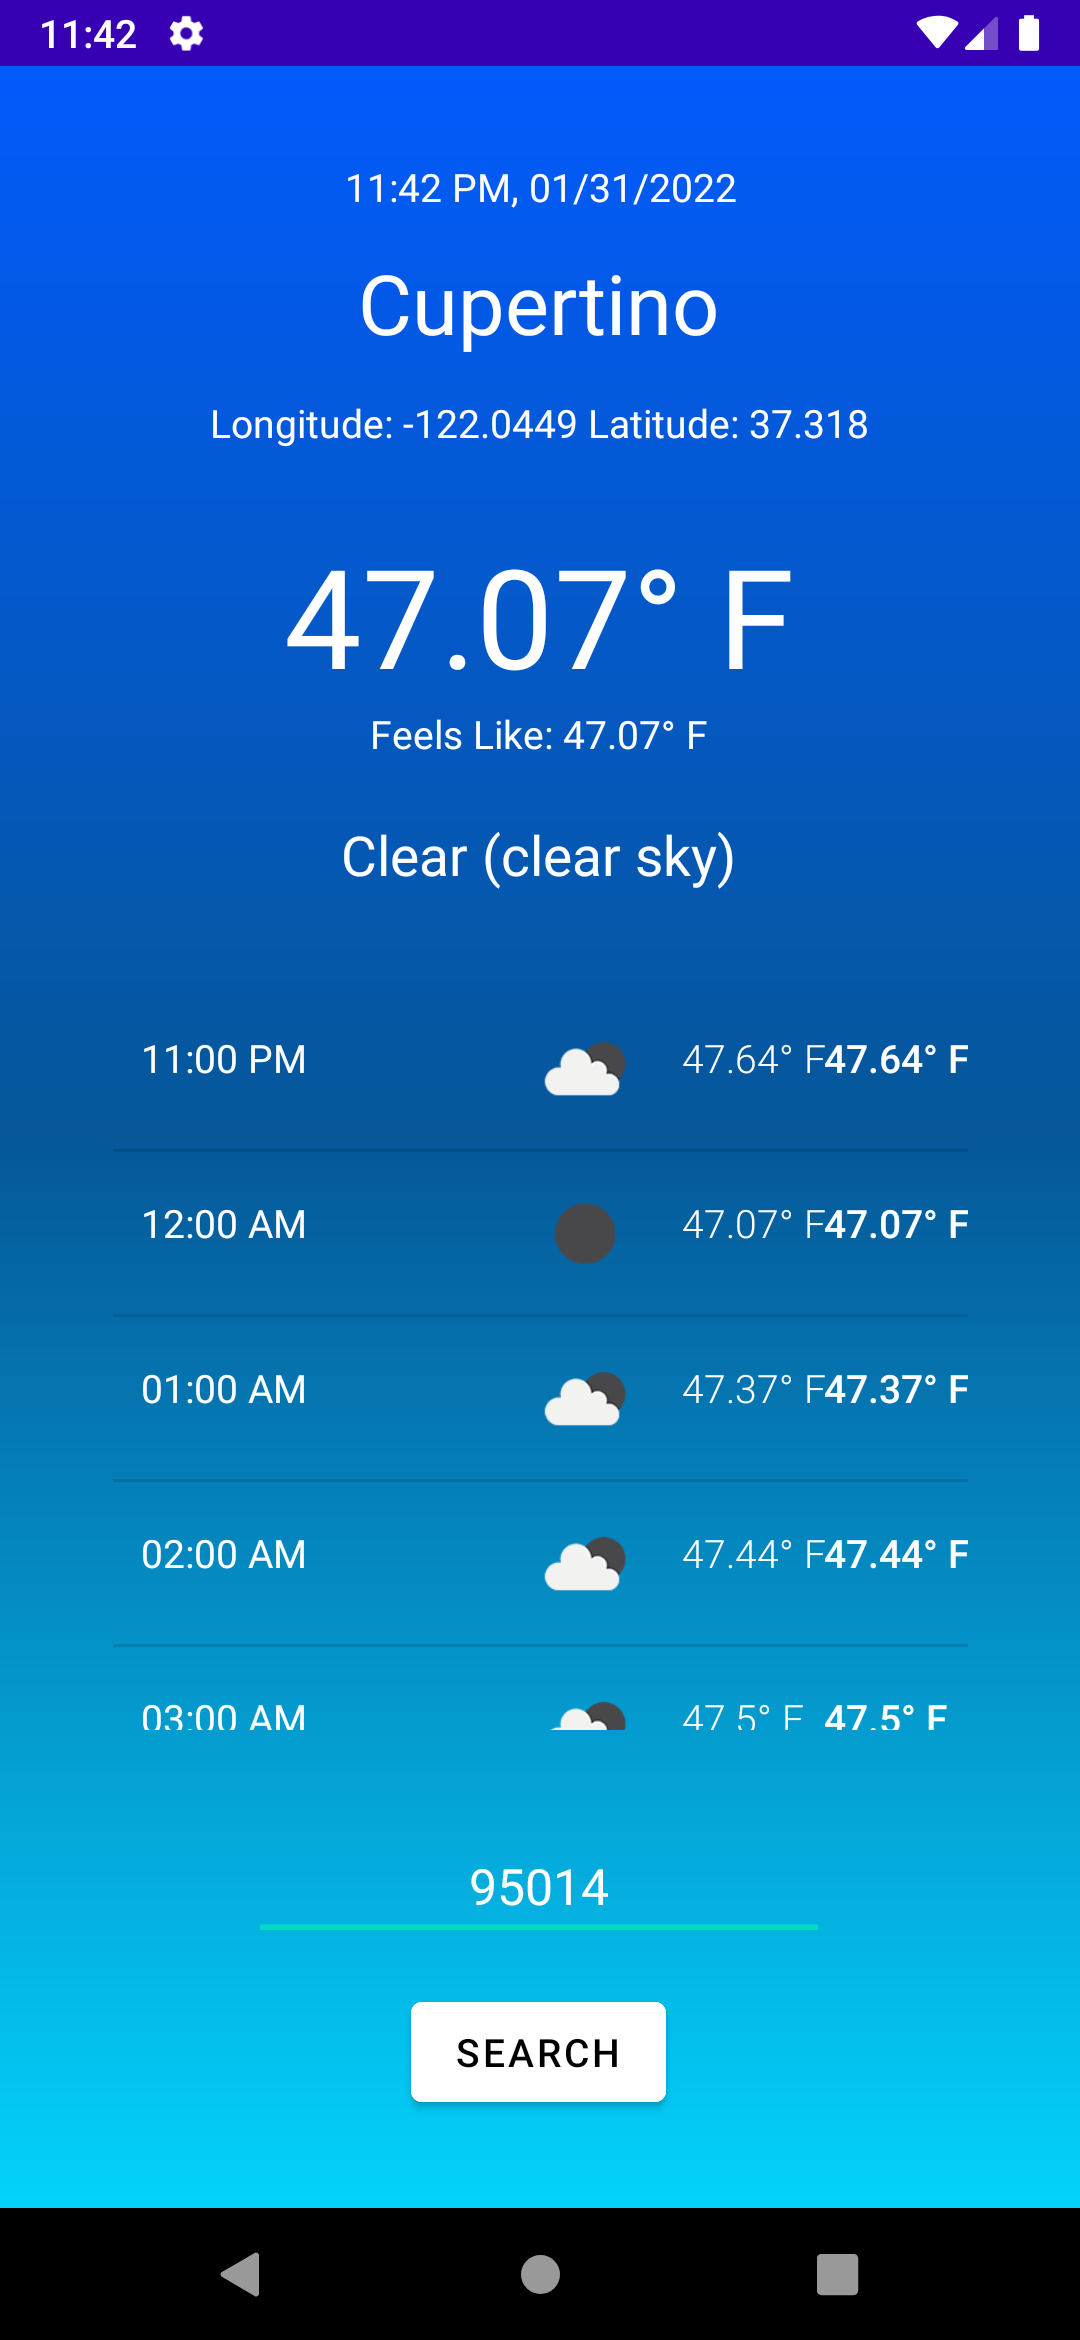 11:42
11:42 PM, 01/31/2022
Cupertino
Longitude: -122.0449 Latitude: 37.318
47.07° F
Feels Like: 47.07° F
Clear (clear sky)
11:00 PM 47.64° F 47.64° F
12:00 AM 47.07° F 47.07° F
01:00 AM 47.37° F 47.37° F
02:00 AM 47.44° F 47.44° F
03:00 AM 47.5° F 47.5° F
95014
SEARCH